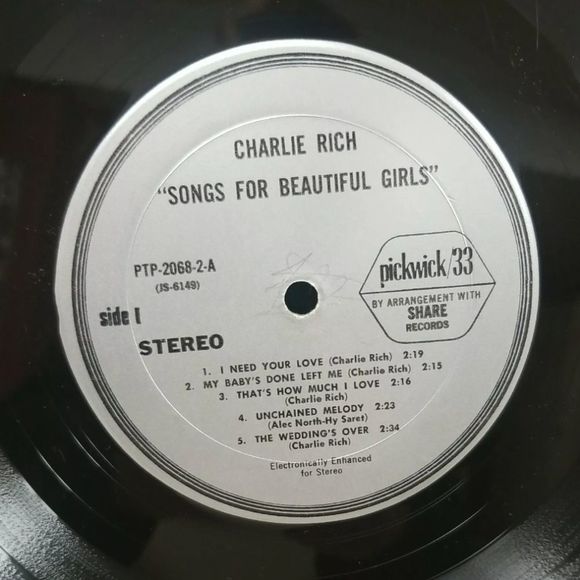 CHARLIE RICH
"SONGS FOR BEAUTIFUL GIRLS"
PTP-2068-2-A
(JS-6149)
side 1
STEREO
pickwick/33
BY ARRANGEMENT WITH
SHARE
RECORDS
1. I NEED YOUR LOVE (Charlie Rich) 2:19
2. MY BABY'S DONE LEFT ME (Charlie Rich) 2:15
3. THAT'S HOW MUCH I LOVE 2:16
(Charlie Rich)
4. UNCHAINED MELODY 2:23
(Alec North-Hy Saret)
5. THE WEDDING'S OVER 2:34
(Charlie Rich)
Electronically Enhanced
for Stereo